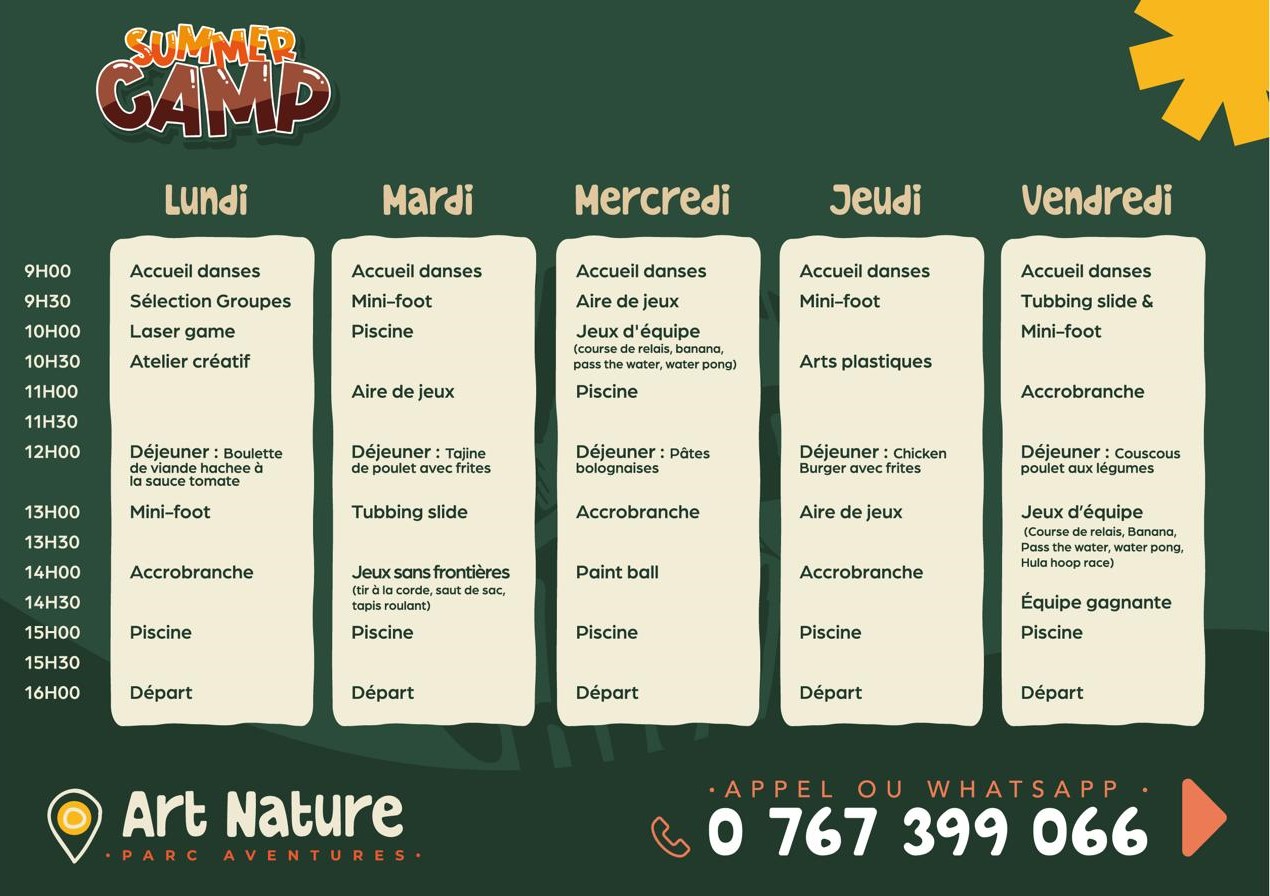 SUMMER
CAMP
Lundi Mardi Mercredi Jeudi Vendredi
9H00 Accueil danses Accueil danses Accueil danses Accueil danses Accueil danses
9H30 Sélection Groupes Mini-foot Aire de jeux Mini-foot Tubbing slide &
10H00 Laser game Piscine Jeux d'équipe Mini-foot
(course de relais, banana,
10H30 Atelier créatif pass the water, water pong) Arts plastiques
11H00 Aire de jeux Piscine Accrobranche
11H30
12H00 Déjeuner : Boulette Déjeuner : Tajine Déjeuner : Pâtes Déjeuner : Chicken Déjeuner : Couscous
de viande hachee à de poulet avec frites bolognaises Burger avec frites poulet aux légumes
la sauce tomate
13H00 Mini-foot Tubbing slide Accrobranche Aire de jeux Jeux d’équipe
13H30 (Course de relais, Banana,
Pass the water, water pong,
Hula hoop race)
14H00 Accrobranche Jeux sans frontières Paint ball Accrobranche
(tir à la corde, saut de sac,
14H30 tapis roulant) Équipe gagnante
15H00 Piscine Piscine Piscine Piscine Piscine
15H30
16H00 Départ Départ Départ Départ Départ
Art Nature
• PARC AVENTURES •
• APPEL OU WHATSAPP •
0 767 399 066